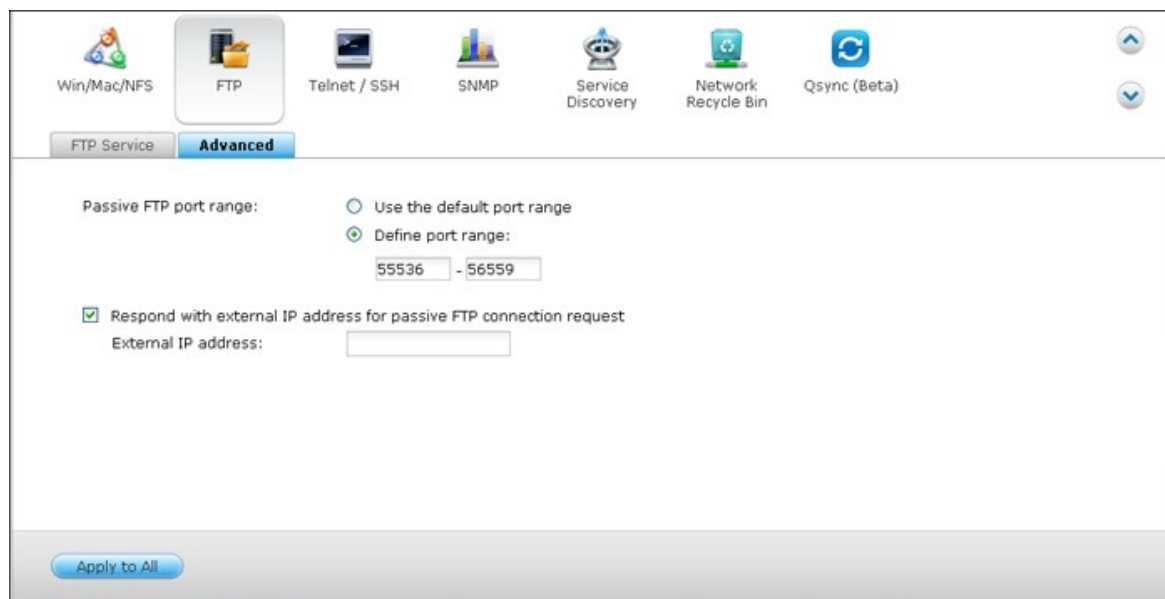 Win/Mac/NFS
FTP
Telnet / SSH
SNMP
Service
Discovery
Network
Recycle Bin
Qsync (Beta)
FTP Service
Advanced
Passive FTP port range:
Use the default port range
Define port range:
55536 - 56559
Respond with external IP address for passive FTP connection request
External IP address:
Apply to All